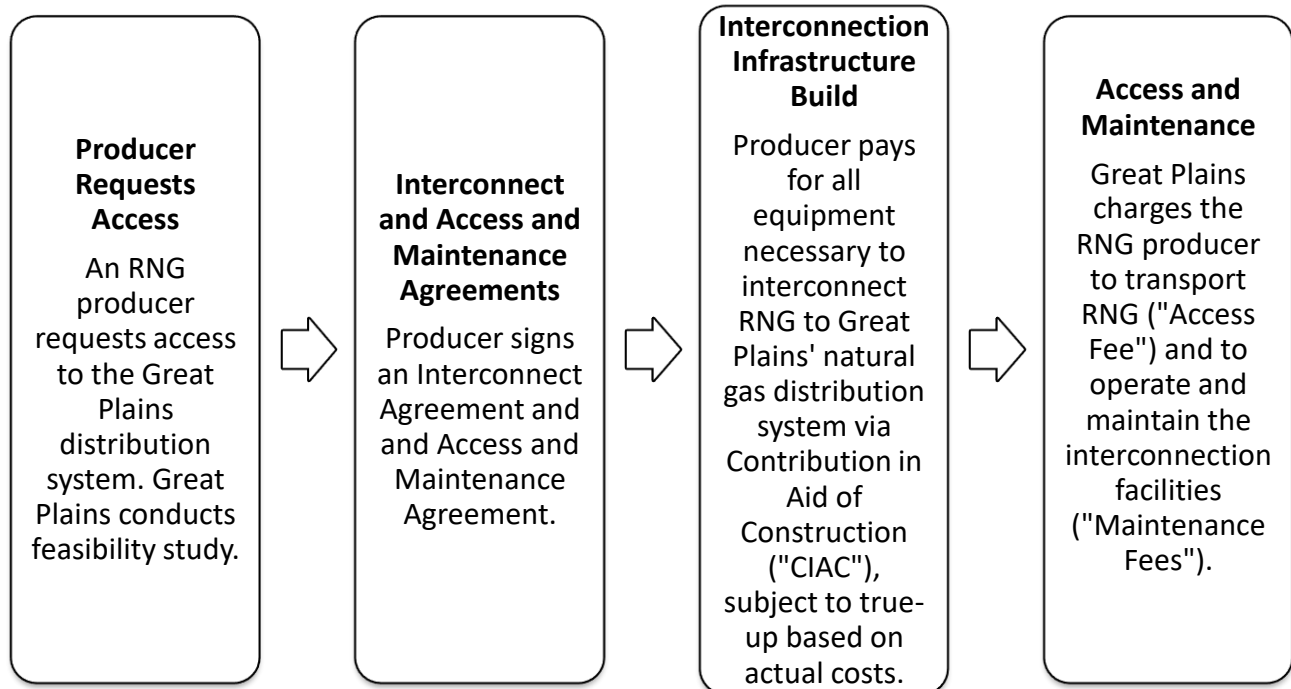 Producer
Requests
Access
An RNG
producer
requests access
to the Great
Plains
distribution
system. Great
Plains conducts
feasibility study.
Interconnect
and Access and
Maintenance
Agreements
Producer signs
an Interconnect
Agreement and
and Access and
Maintenance
Agreement.
Interconnection
Infrastructure
Build
Producer pays
for all
equipment
necessary to
interconnect
RNG to Great
Plains' natural
gas distribution
system via
Contribution in
Aid of
Construction
("CIAC"),
subject to true-
up based on
actual costs.
Access and
Maintenance
Great Plains
charges the
RNG producer
to transport
RNG ("Access
Fee") and to
operate and
maintain the
interconnection
facilities
("Maintenance
Fees").